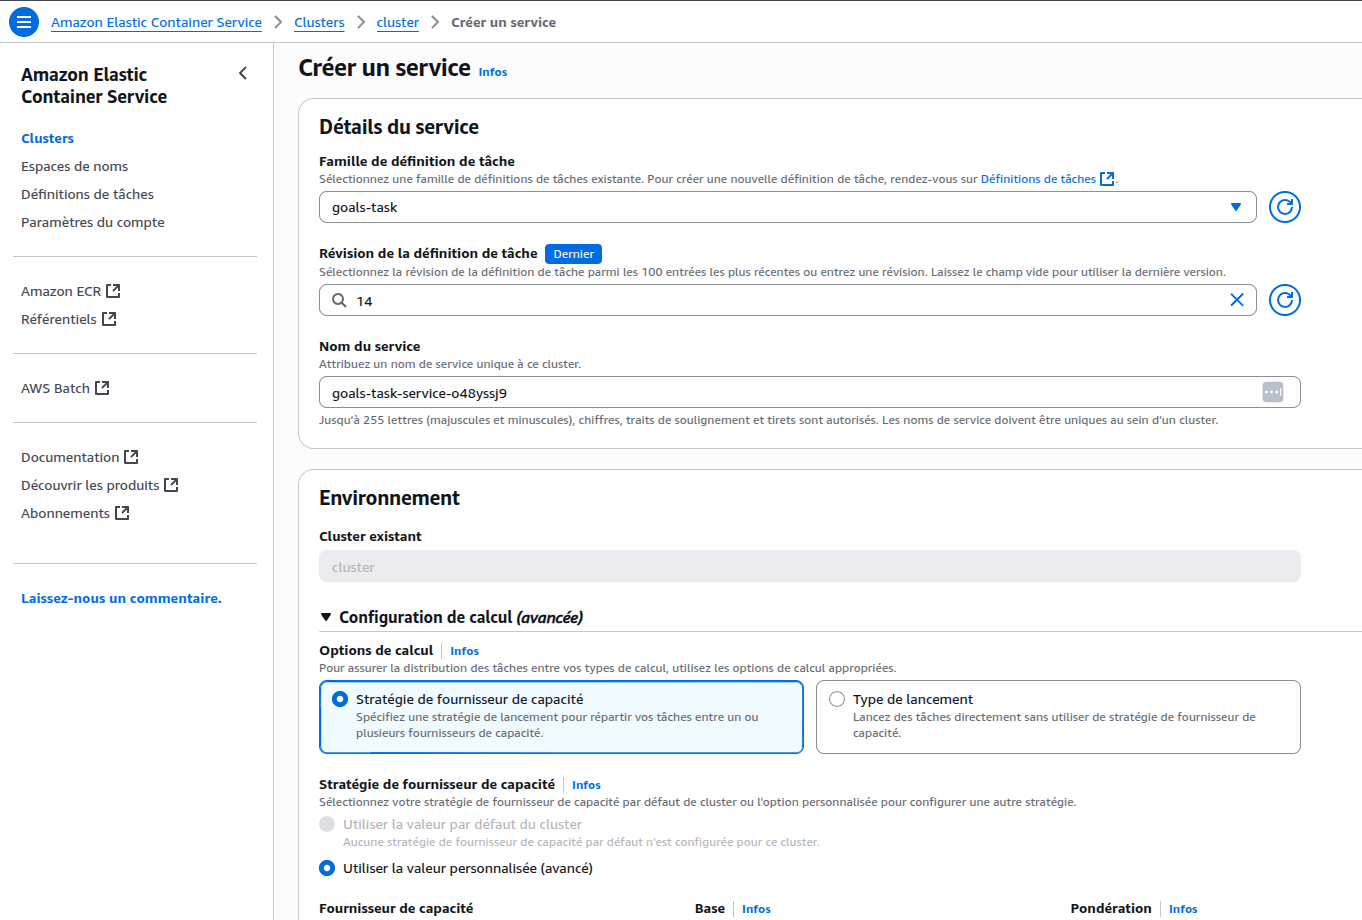 Amazon Elastic Container Service > Clusters > cluster > Créer un service
Amazon Elastic
Container Service
Clusters
Espaces de noms
Définitions de tâches
Paramètres du compte
Amazon ECR
Référentiels
AWS Batch
Documentation
Découvrir les produits
Abonnements
Laissez-nous un commentaire.
Créer un service Infos
Détails du service
Famille de définition de tâche
Sélectionnez une famille de définitions de tâches existante. Pour créer une nouvelle définition de tâche, rendez-vous sur Définitions de tâches.
goals-task
Révision de la définition de tâche Dernier
Sélectionnez la révision de la définition de tâche parmi les 100 entrées les plus récentes ou entrez une révision. Laissez le champ vide pour utiliser la dernière version.
14
Nom du service
Attribuez un nom de service unique à ce cluster.
goals-task-service-o48yssj9
Jusqu'à 255 lettres (majuscules et minuscules), chiffres, traits de soulignement et tirets sont autorisés. Les noms de service doivent être uniques au sein d'un cluster.
Environnement
Cluster existant
cluster
Configuration de calcul (avancée)
Options de calcul Infos
Pour assurer la distribution des tâches entre vos types de calcul, utilisez les options de calcul appropriées.
Stratégie de fournisseur de capacité
Spécifiez une stratégie de lancement pour répartir vos tâches entre un ou
plusieurs fournisseurs de capacité.
Type de lancement
Lancez des tâches directement sans utiliser de stratégie de fournisseur de
capacité.
Stratégie de fournisseur de capacité Infos
Sélectionnez votre stratégie de fournisseur de capacité par défaut de cluster ou l'option personnalisée pour configurer une autre stratégie.
Utiliser la valeur par défaut du cluster
Aucune stratégie de fournisseur de capacité par défaut n'est configurée pour ce cluster.
Utiliser la valeur personnalisée (avancé)
Fournisseur de capacité Base Infos Pondération Infos